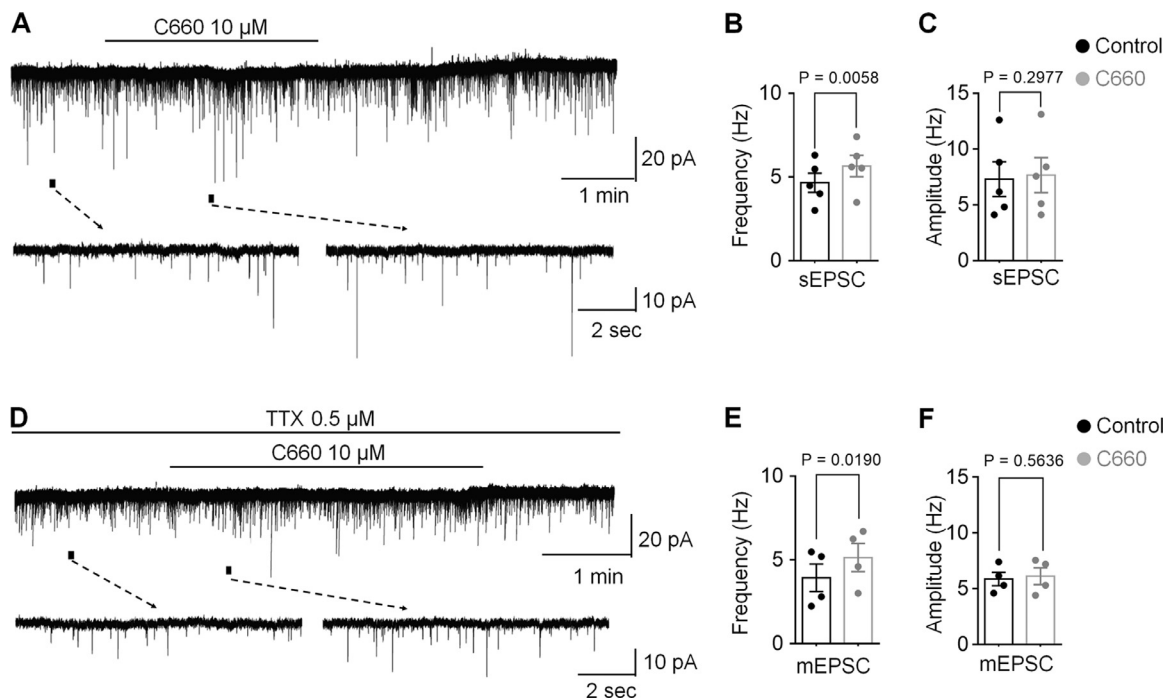 A
C660 10 µM
20 pA
1 min
10 pA
2 sec
B
P = 0.0058
Frequency (Hz)
10
5
0
sEPSC
C
P = 0.2977
Amplitude (Hz)
15
10
5
0
sEPSC
Control
C660
D
TTX 0.5 µM
C660 10 µM
20 pA
1 min
10 pA
2 sec
E
P = 0.0190
Frequency (Hz)
10
5
0
mEPSC
F
P = 0.5636
Amplitude (Hz)
15
10
5
0
mEPSC
Control
C660